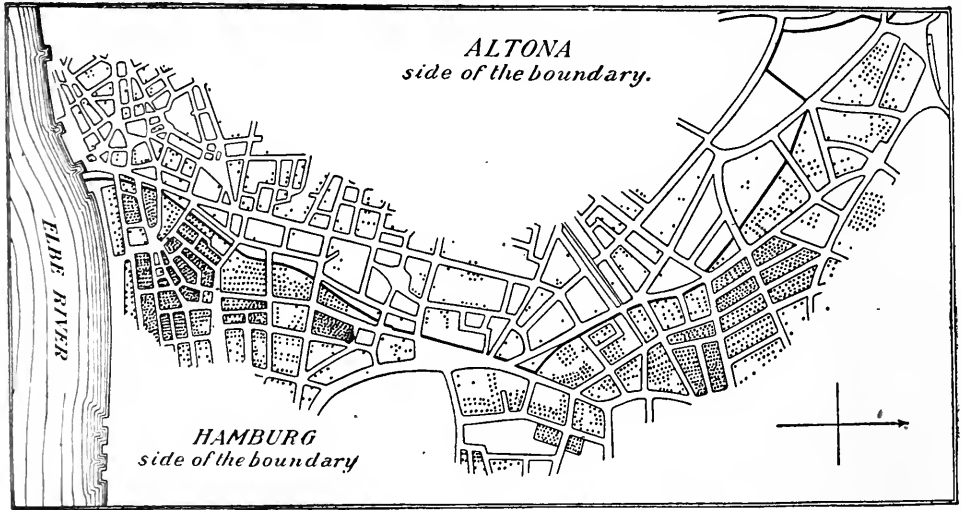 ALTONA
side of the boundary.
ELBE RIVER
HAMBURG
side of the boundary